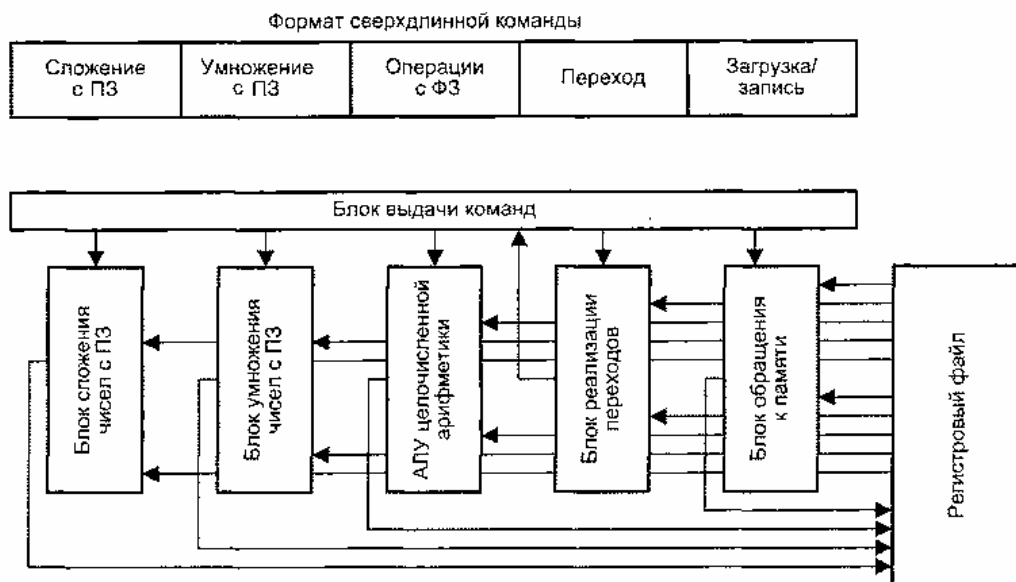 Формат сверхдлинной команды
Сложение
с ПЗ
Умножение
с ПЗ
Операции
с ФЗ
Переход
Загрузка/
запись
Блок выдачи команд
Блок сложения
чисел с ПЗ
Блок умножения
чисел с ПЗ
АЛУ целочисленной
арифметики
Блок реализации
переходов
Блок обращения
к памяти
Регистровый файл